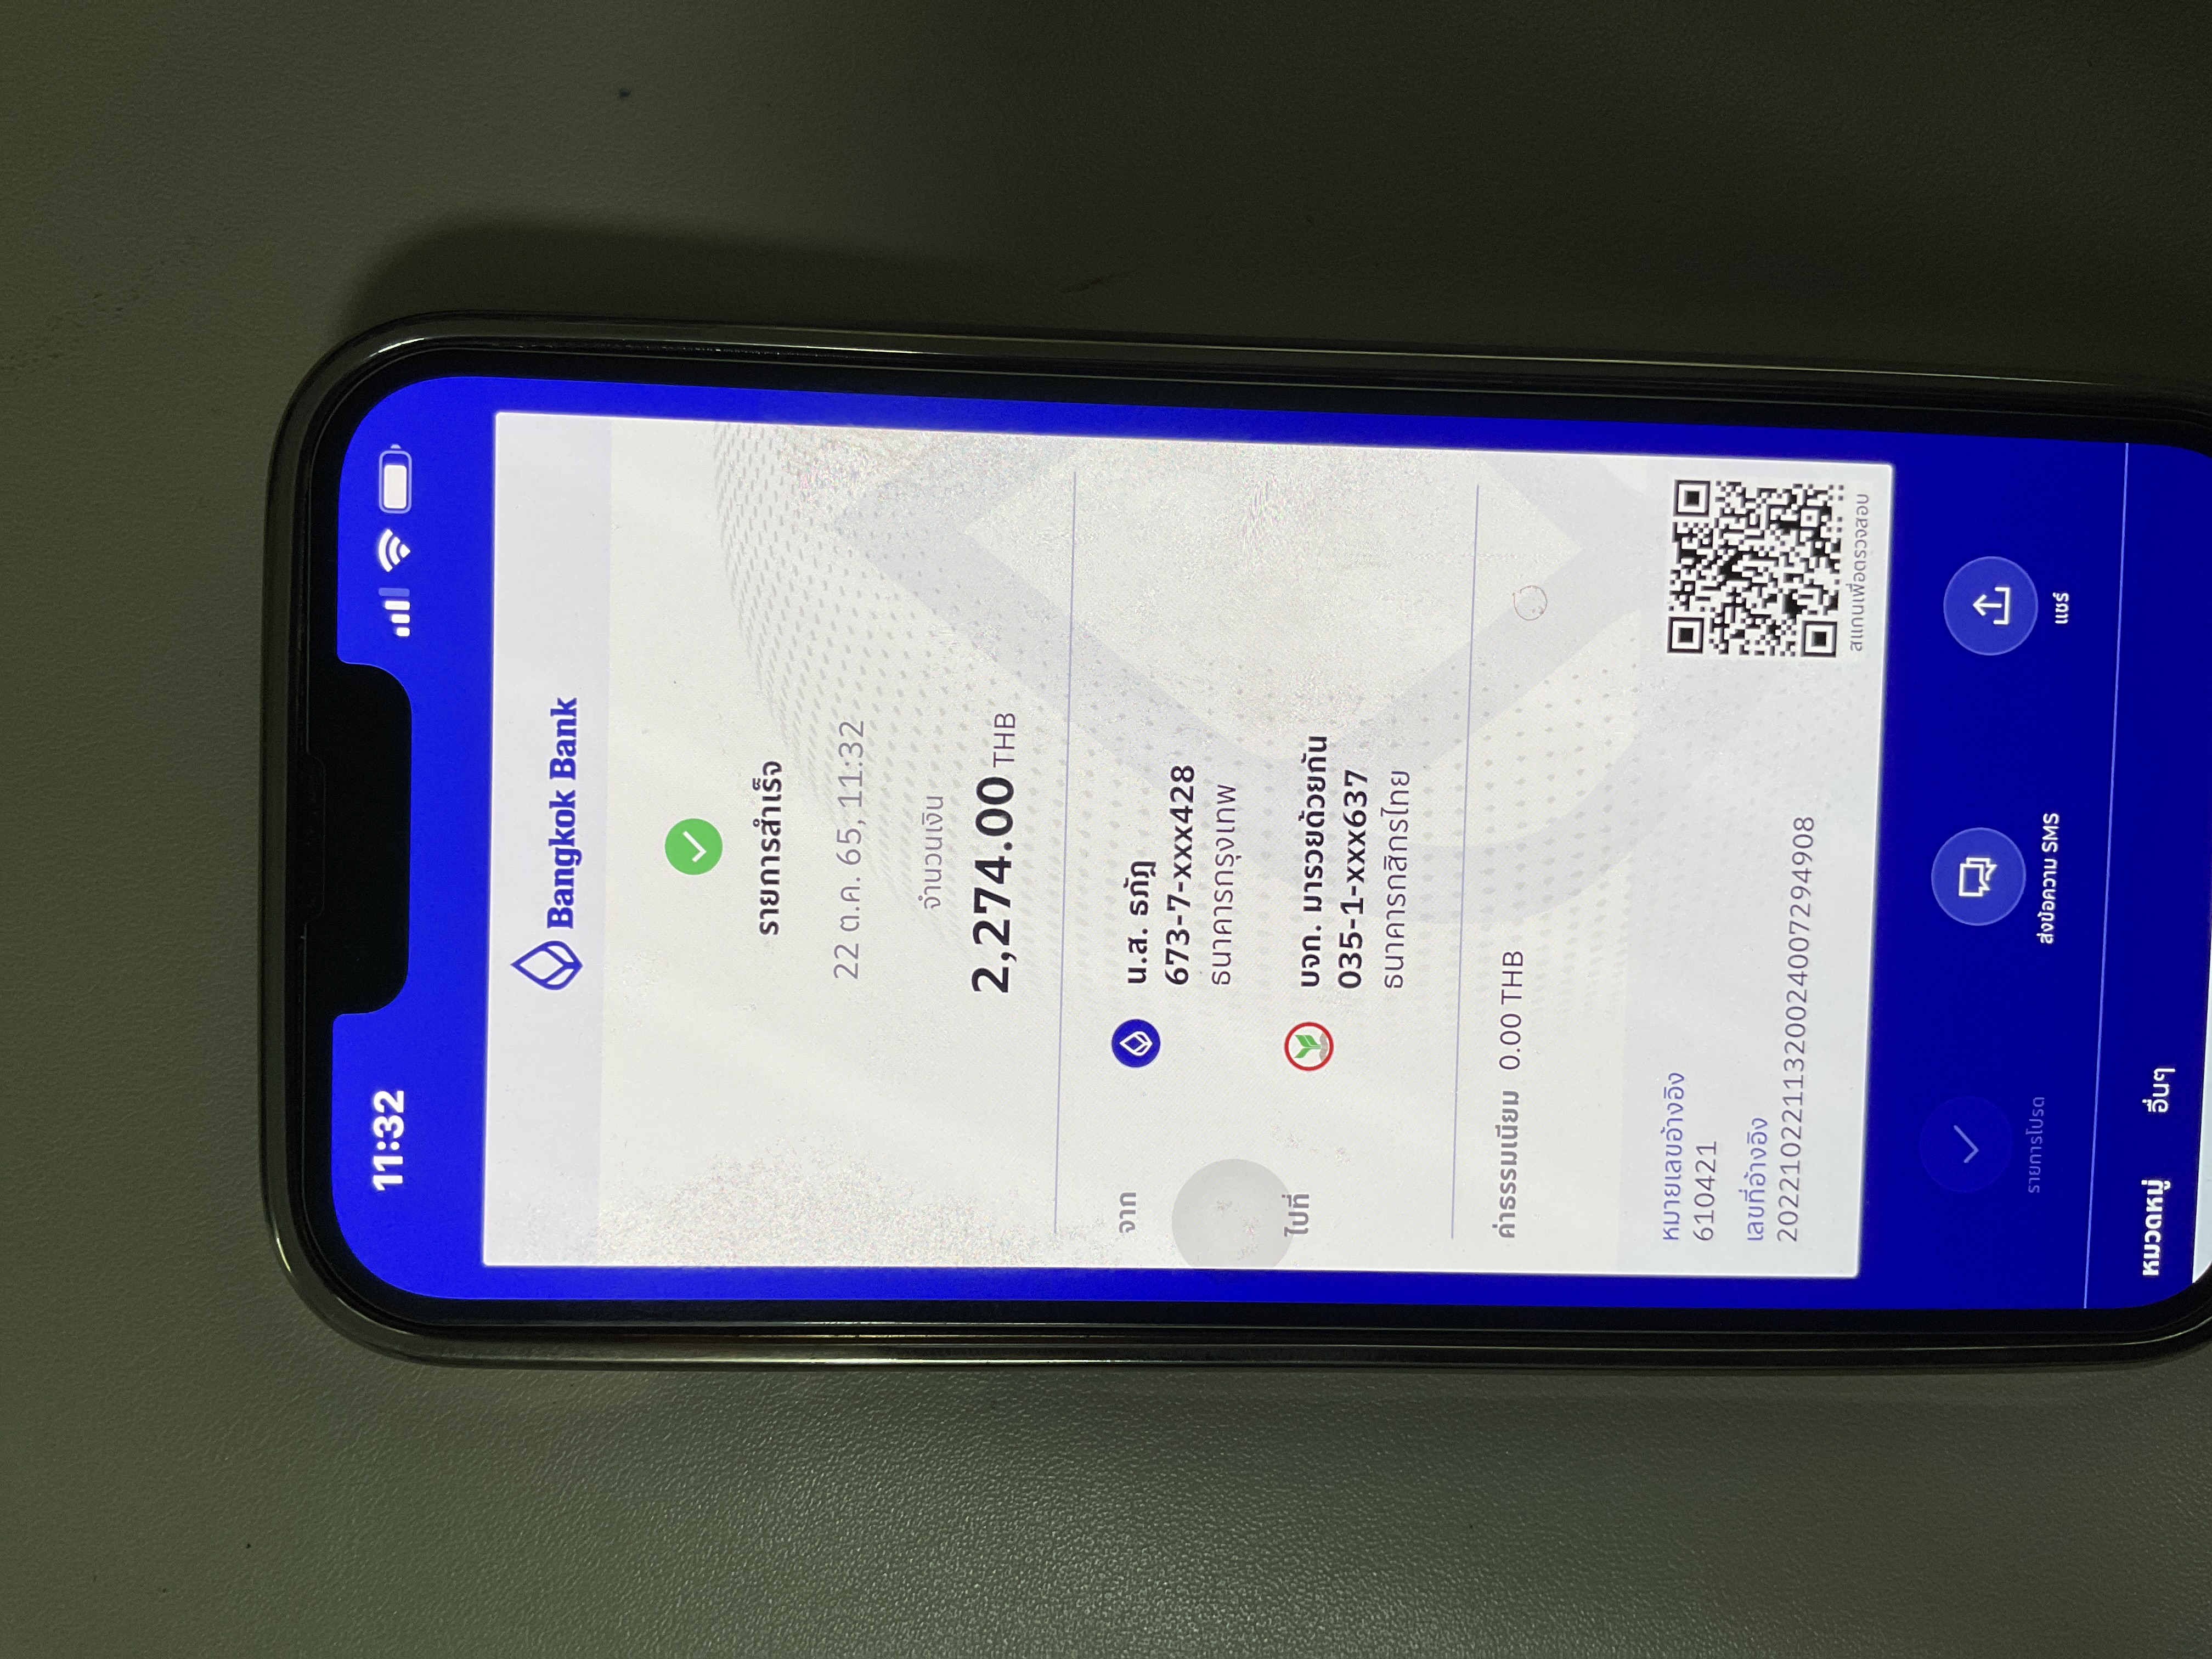 11:32
Bangkok Bank
รายการสำเร็จ
22 ต.ค. 65, 11:32
จำนวนเงิน
2,274.00 THB
จาก
น.ส. ธภัฎ
673-7-xxx428
ธนาคารกรุงเทพ
ไปที่
บจก. มารวยด้วยกัน
035-1-xxx637
ธนาคารกสิกรไทย
ค่าธรรมเนียม 0.00 THB
หมายเลขอ้างอิง
610421
เลขที่อ้างอิง
2022102211320024007294908
สแกนเพื่อตรวจสอบ
รายการโปรด
ส่งข้อความ SMS
แชร์
หมวดหมู่ อื่นๆ